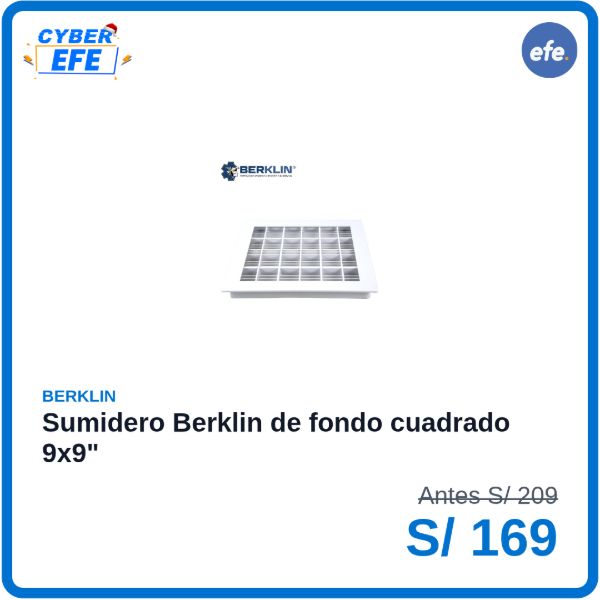 CYBER
EFE
efe.
BERKLIN®
BERKLIN
Sumidero Berklin de fondo cuadrado
9x9"
Antes S/ 209
S/ 169